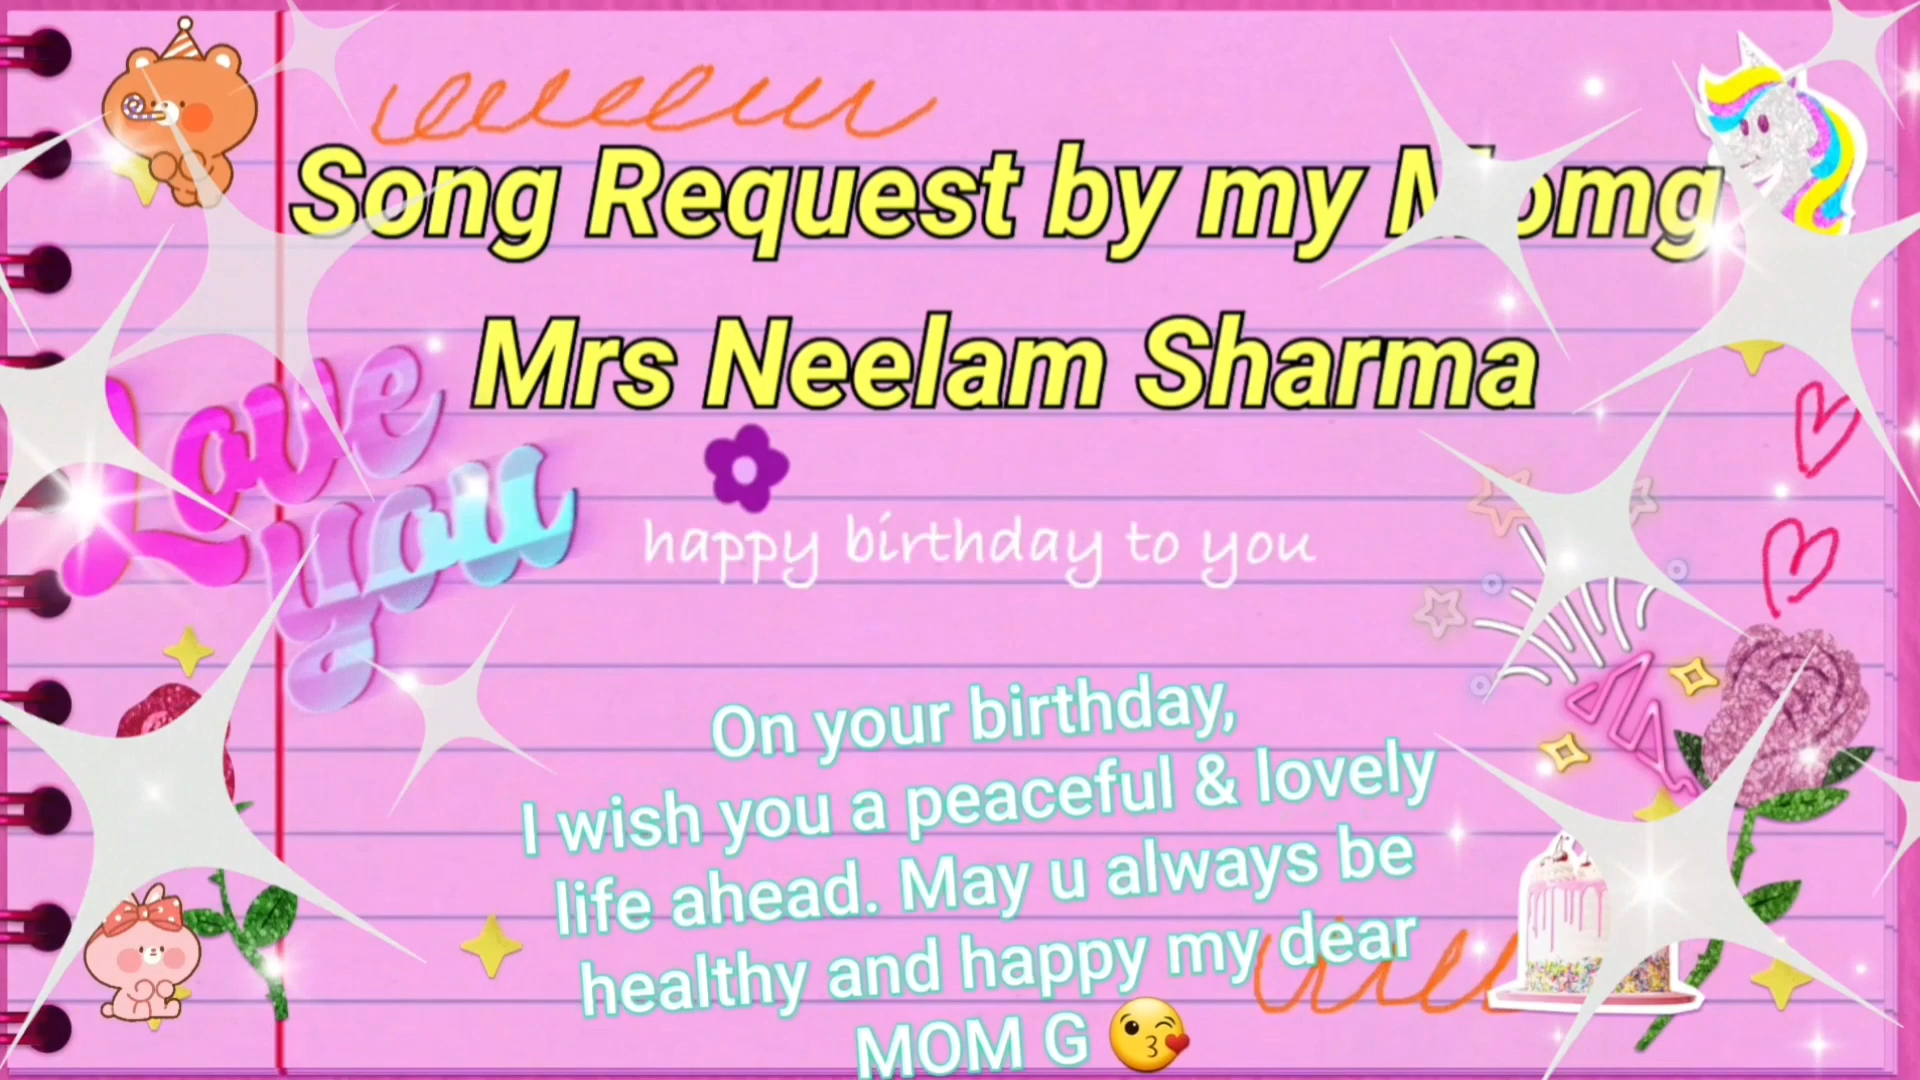 Song Request by my Momg
Mrs Neelam Sharma
Love
you
happy birthday to you
On your birthday,
I wish you a peaceful & lovely
life ahead. May u always be
healthy and happy my dear
MOM G 😘